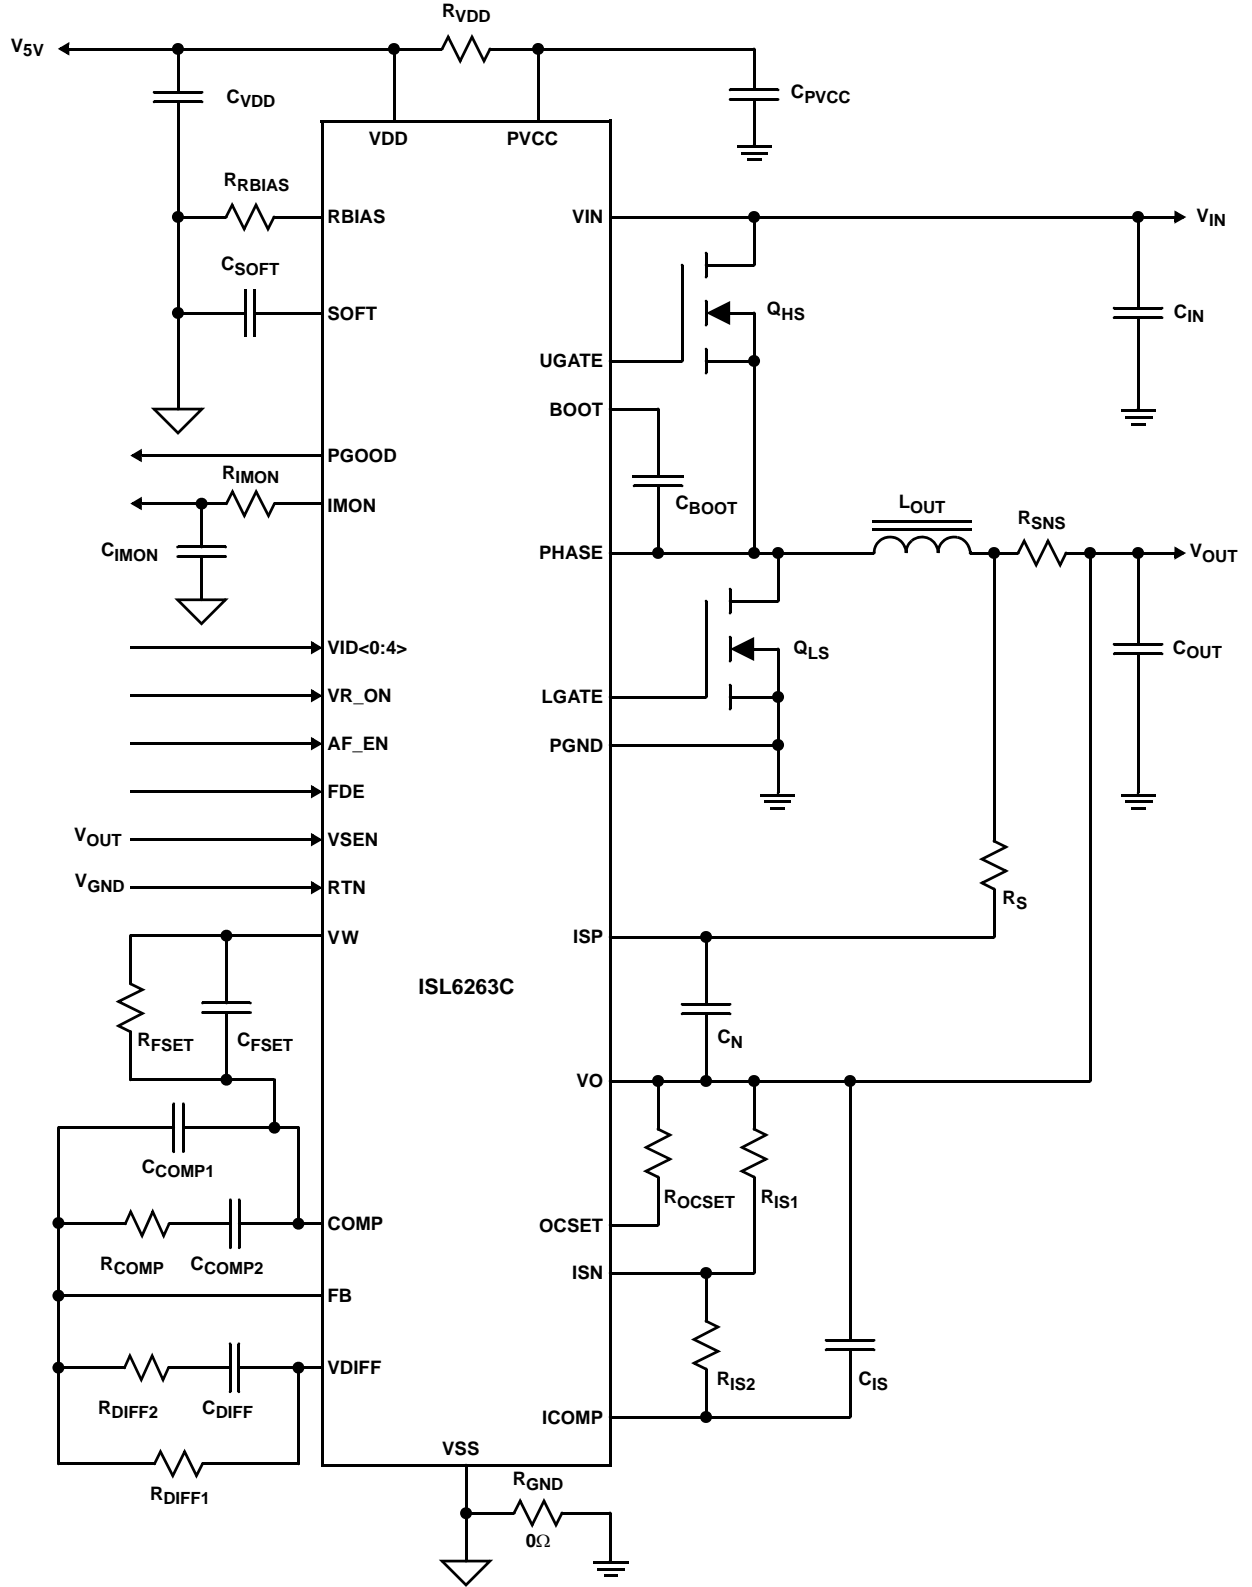 RVDD
V5V
CVDD
CPVCC
VDD
PVCC
RRBIAS
RBIAS
VIN
VIN
CSOFT
SOFT
QHS
CIN
UGATE
BOOT
PGOOD
RIMON
IMON
CBOOT
LOUT
RSNS
CIMON
PHASE
VOUT
VID<0:4>
QLS
COUT
VR_ON
LGATE
AF_EN
PGND
FDE
VOUT
VSEN
VGND
RTN
RS
VW
ISP
ISL6263C
RFSET
CFSET
CN
VO
CCOMP1
ROCSET
RIS1
COMP
OCSET
RCOMP
CCOMP2
ISN
FB
VDIFF
RIS2
CIS
RDIFF2
CDIFF
ICOMP
VSS
RDIFF1
RGND
0Ω